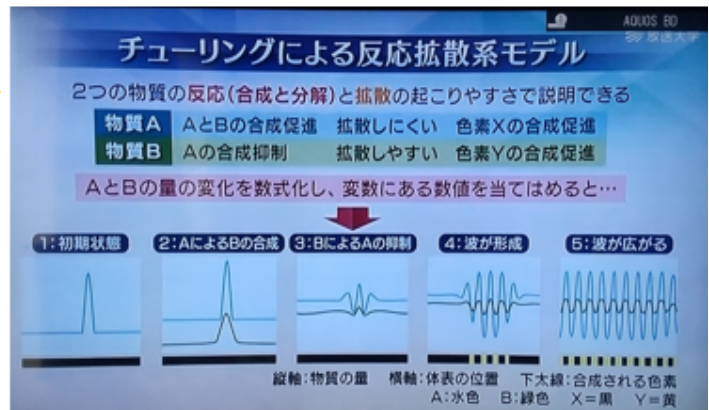 AQUOS BD
放送大学
チューリングによる反応拡散系モデル
2つの物質の反応(合成と分解)と拡散の起こりやすさで説明できる
物質A AとBの合成促進 拡散しにくい 色素Xの合成促進
物質B Aの合成抑制 拡散しやすい 色素Yの合成促進
AとBの量の変化を数式化し、変数にある数値を当てはめると…
1:初期状態 2:AによるBの合成 3:BによるAの抑制 4:波が形成 5:波が広がる
縦軸:物質の量 横軸:体表の位置 下太線:合成される色素
A:水色 B:緑色 X=黒 Y=黄